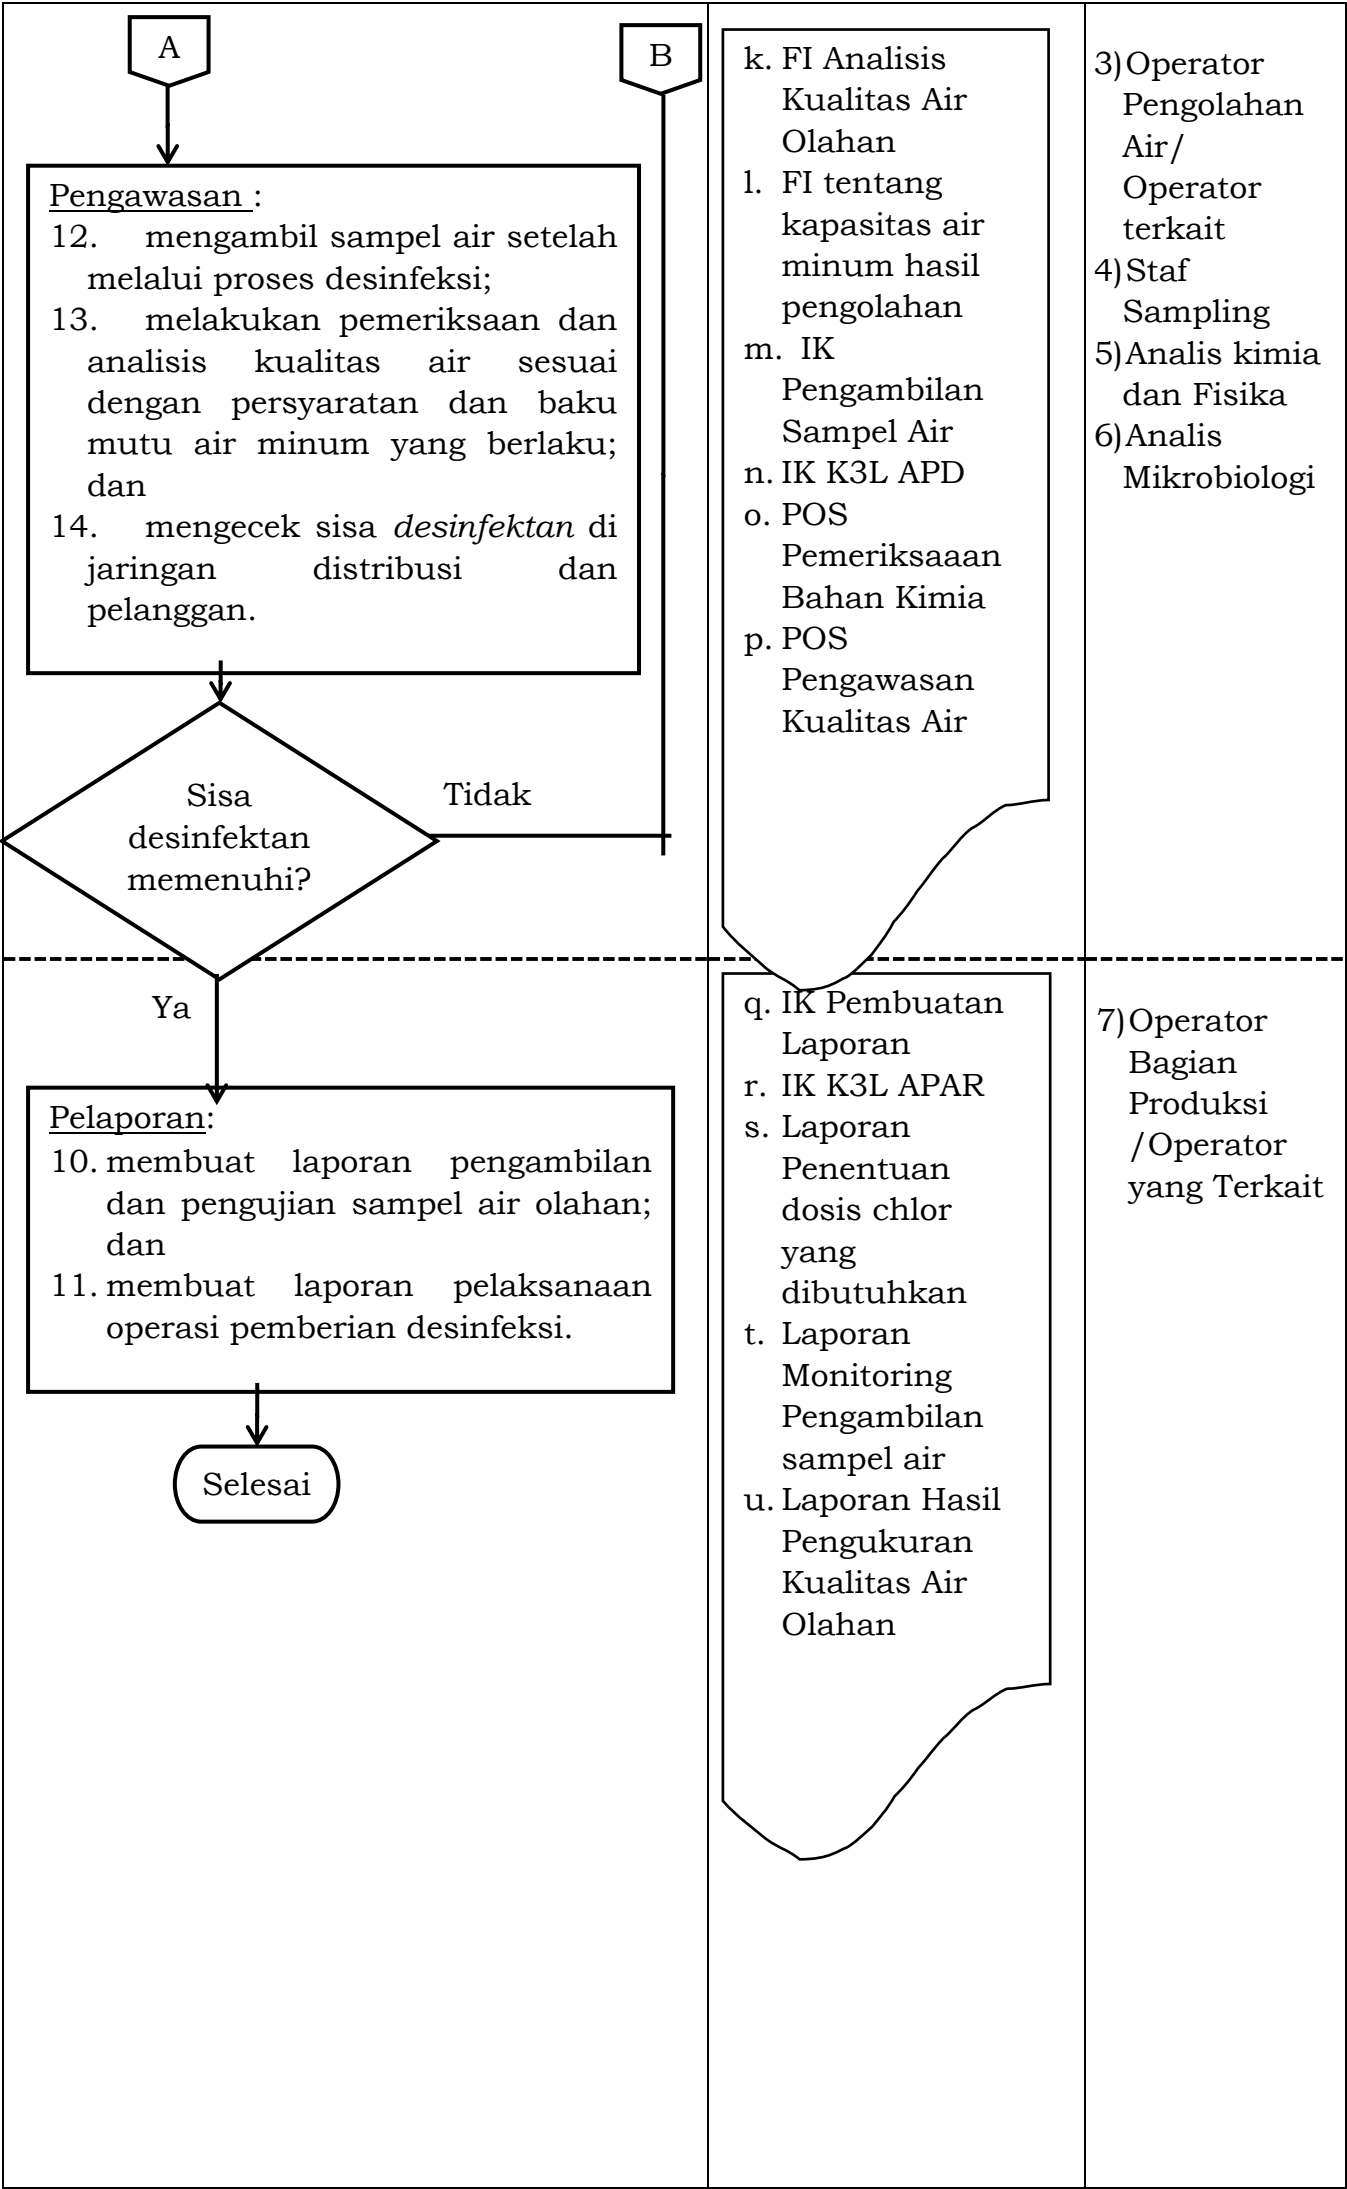 A
B
Pengawasan :
12. mengambil sampel air setelah
melalui proses desinfeksi;
13. melakukan pemeriksaan dan
analisis kualitas air sesuai
dengan persyaratan dan baku
mutu air minum yang berlaku;
dan
14. mengecek sisa desinfektan di
jaringan distribusi dan
pelanggan.
Sisa
desinfektan
memenuhi?
Tidak
Ya
Pelaporan:
10. membuat laporan pengambilan
dan pengujian sampel air olahan;
dan
11. membuat laporan pelaksanaan
operasi pemberian desinfeksi.
Selesai
k. FI Analisis
Kualitas Air
Olahan
l. FI tentang
kapasitas air
minum hasil
pengolahan
m. IK
Pengambilan
Sampel Air
n. IK K3L APD
o. POS
Pemeriksaaan
Bahan Kimia
p. POS
Pengawasan
Kualitas Air
q. IK Pembuatan
Laporan
r. IK K3L APAR
s. Laporan
Penentuan
dosis chlor
yang
dibutuhkan
t. Laporan
Monitoring
Pengambilan
sampel air
u. Laporan Hasil
Pengukuran
Kualitas Air
Olahan
3)Operator
Pengolahan
Air/
Operator
terkait
4)Staf
Sampling
5)Analis kimia
dan Fisika
6)Analis
Mikrobiologi
7)Operator
Bagian
Produksi
/Operator
yang Terkait